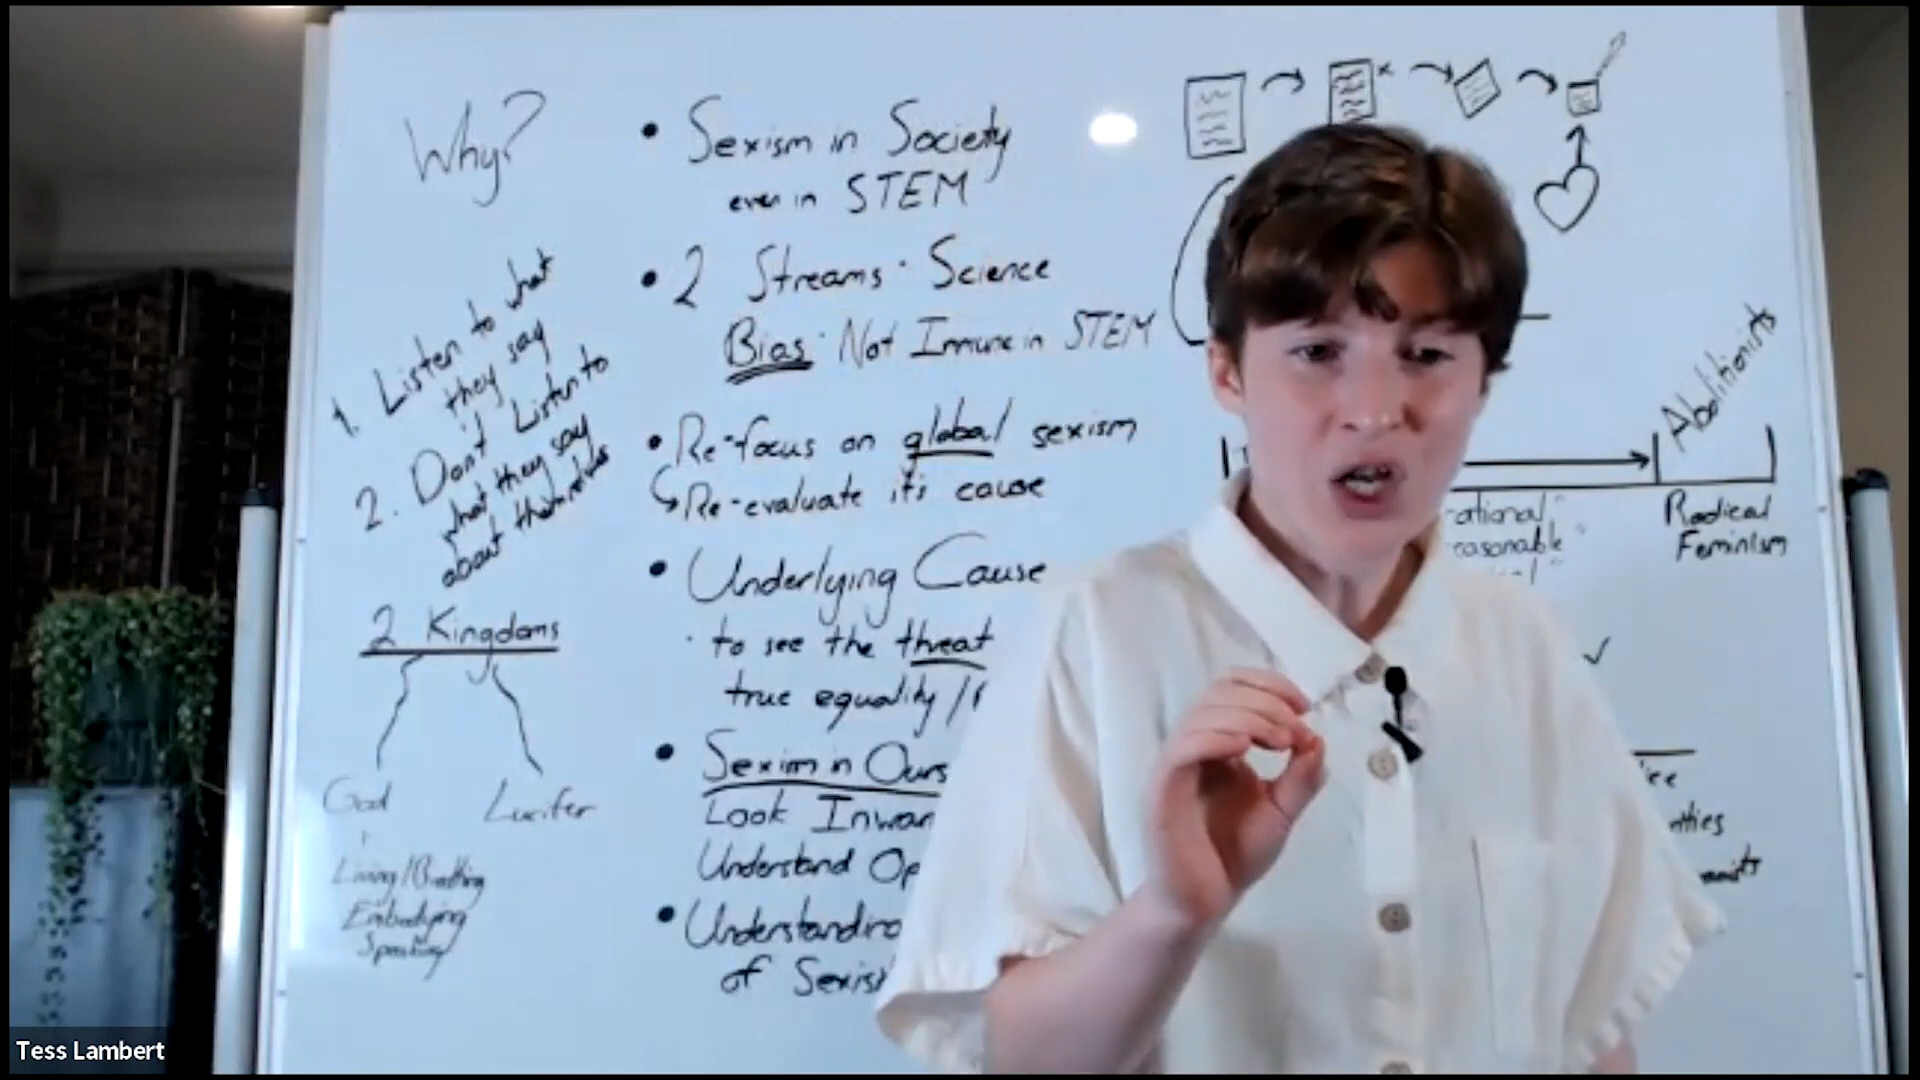 Why?
1. Listen to what
they say
2. Don't Listen to
what they say
about themselves
2 Kingdoms
God
Lucifer
Living/Breathing
Embodying
Speaking
• Sexism in Society
even in STEM
• 2 Streams · Science
Bias · Not Immune in STEM
• Re-focus on global sexism
Re-evaluate it's cause
• Underlying Cause
· to see the threat
true equality /
• Sexim in Ours
Look Inwar
Understand Op
• Understanding
of Sexist
Abolitionists
rational"
easonable"
Radical
Feminism
Tess Lambert